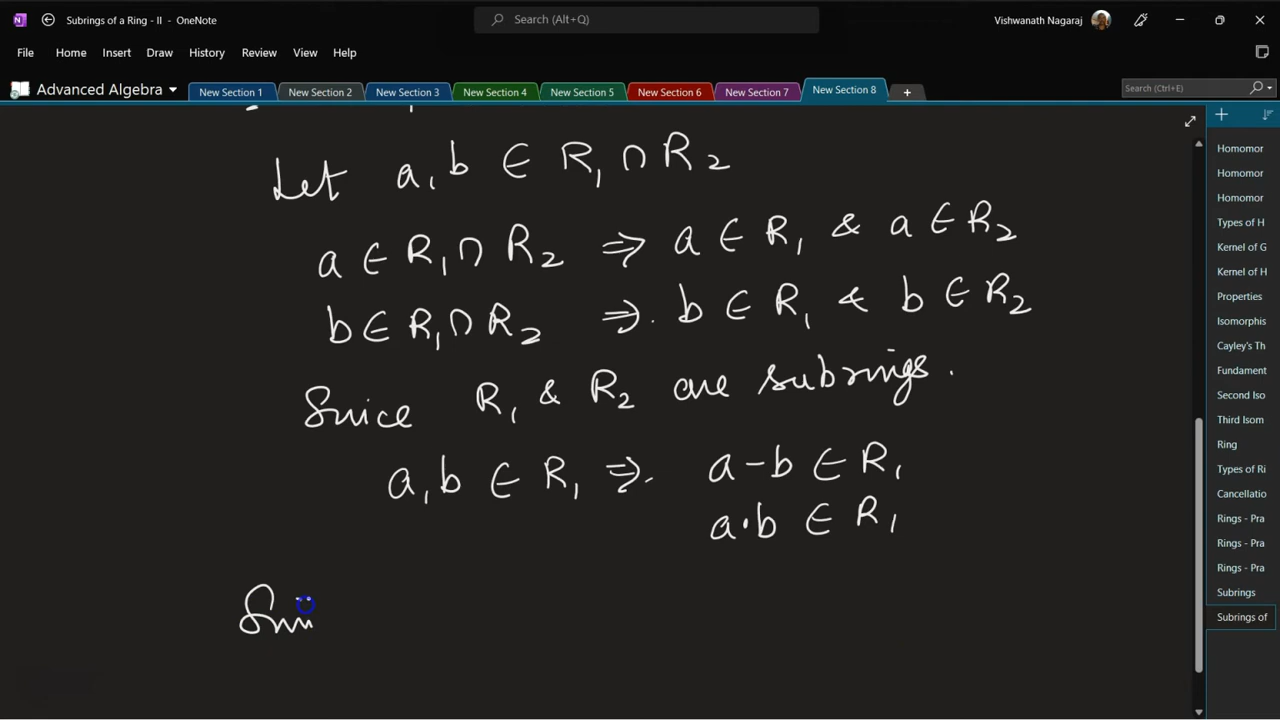 Subrings of a Ring - II - OneNote
Search (Alt+Q)
Vishwanath Nagaraj
File Home Insert Draw History Review View Help
Advanced Algebra
New Section 1 New Section 2 New Section 3 New Section 4 New Section 5 New Section 6 New Section 7 New Section 8 +
Search (Ctrl+E)
Let a, b ∈ R₁ ∩ R₂
a ∈ R₁ ∩ R₂ ⇒ a ∈ R₁ & a ∈ R₂
b ∈ R₁ ∩ R₂ ⇒. b ∈ R₁ & b ∈ R₂
Since R₁ & R₂ are subrings.
a, b ∈ R₁ ⇒. a-b ∈ R₁
a·b ∈ R₁
Homomor
Homomor
Homomor
Types of H
Kernel of G
Kernel of H
Properties
Isomorphis
Cayley's Th
Fundament
Second Iso
Third Isom
Ring
Types of Ri
Cancellatio
Rings - Pra
Rings - Pra
Rings - Pra
Subrings
Subrings of